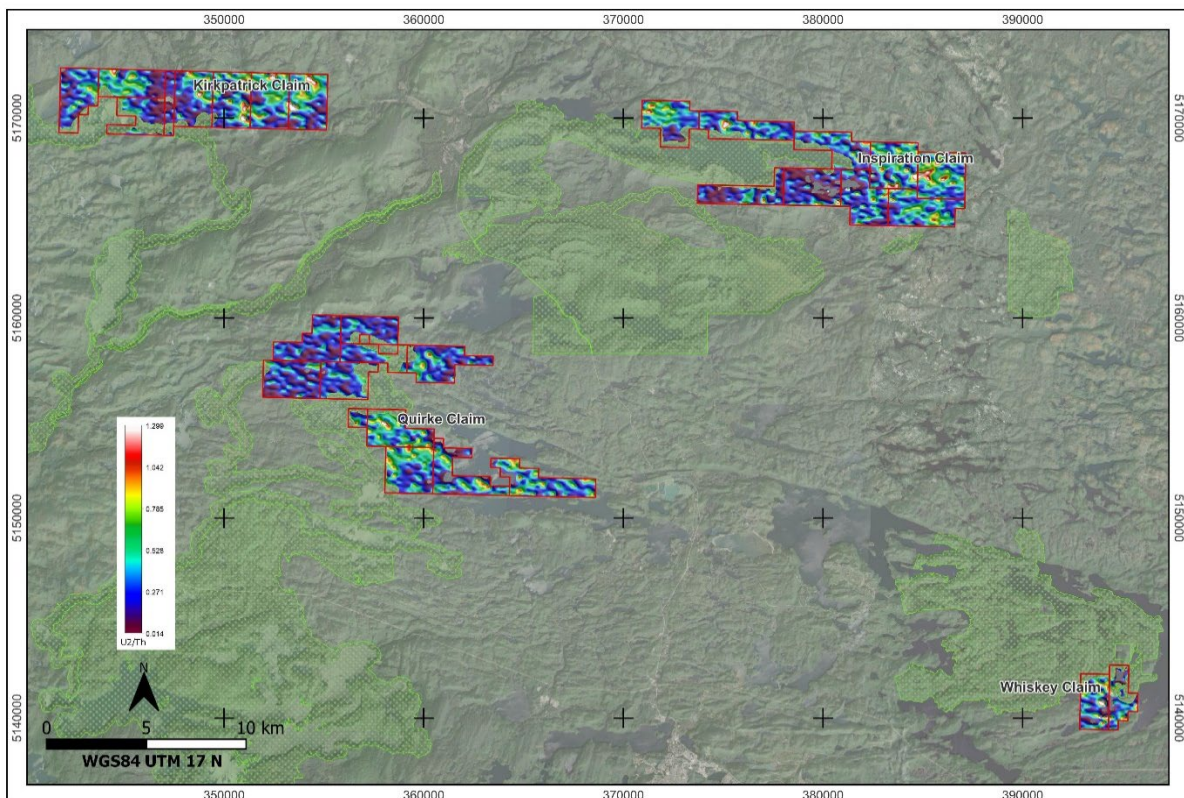 350000 360000 370000 380000 390000
Kirkpatrick Claim
5170000 5170000
Inspiration Claim
5160000 5160000
Quirke Claim
1.299
1.042
0.785
0.528
0.271
0.014
U2/Th
5150000 5150000
N
Whiskey Claim
5140000 5140000
0 5 10 km
WGS84 UTM 17 N
350000 360000 370000 380000 390000